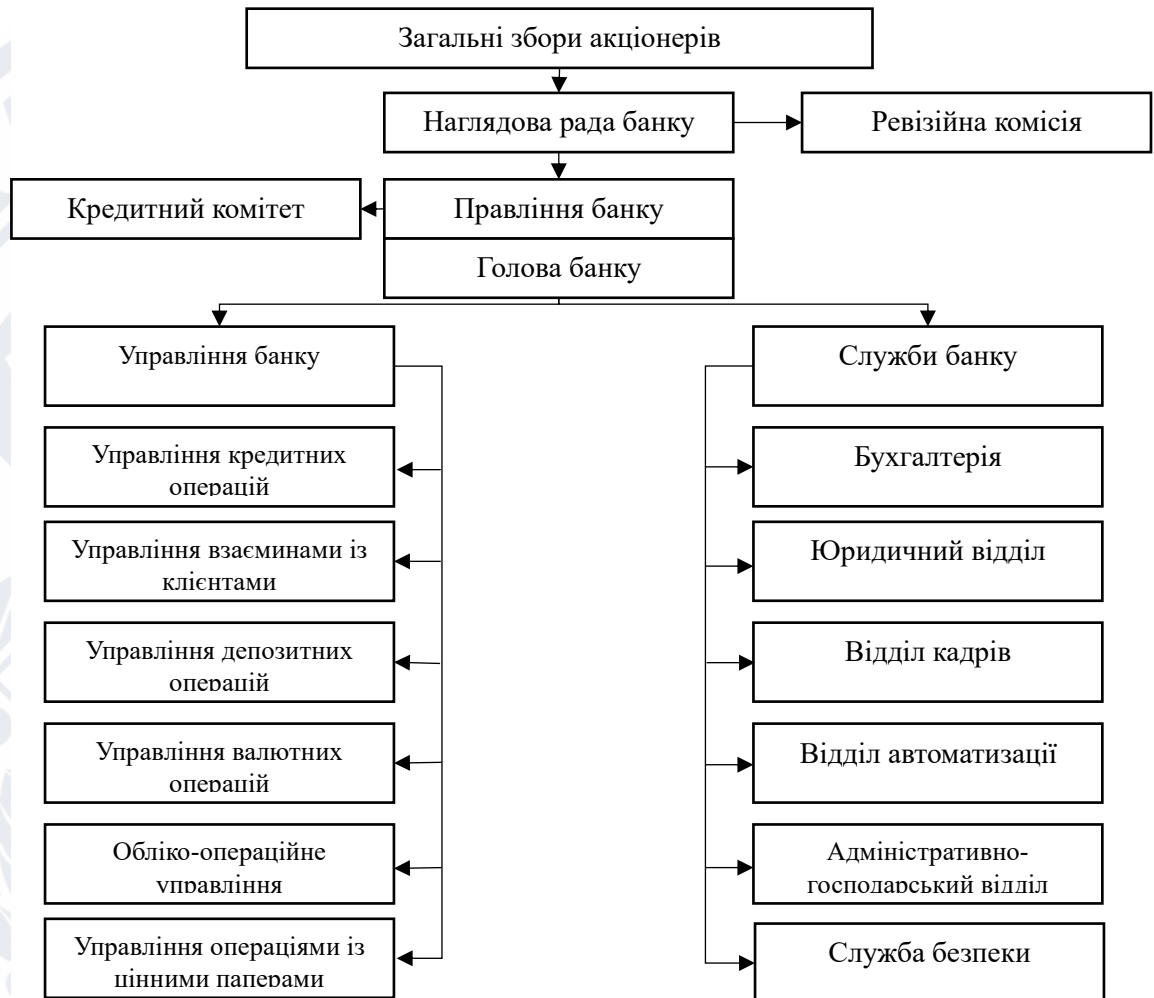 Загальні збори акціонерів
Наглядова рада банку
Ревізійна комісія
Кредитний комітет
Правління банку
Голова банку
Управління банку
Служби банку
Управління кредитних
операцій
Бухгалтерія
Управління взаєминами із
клієнтами
Юридичний відділ
Управління депозитних
операцій
Відділ кадрів
Управління валютних
операцій
Відділ автоматизації
Обліко-операційне
управління
Адміністративно-
господарський відділ
Управління операціями із
цінними паперами
Служба безпеки